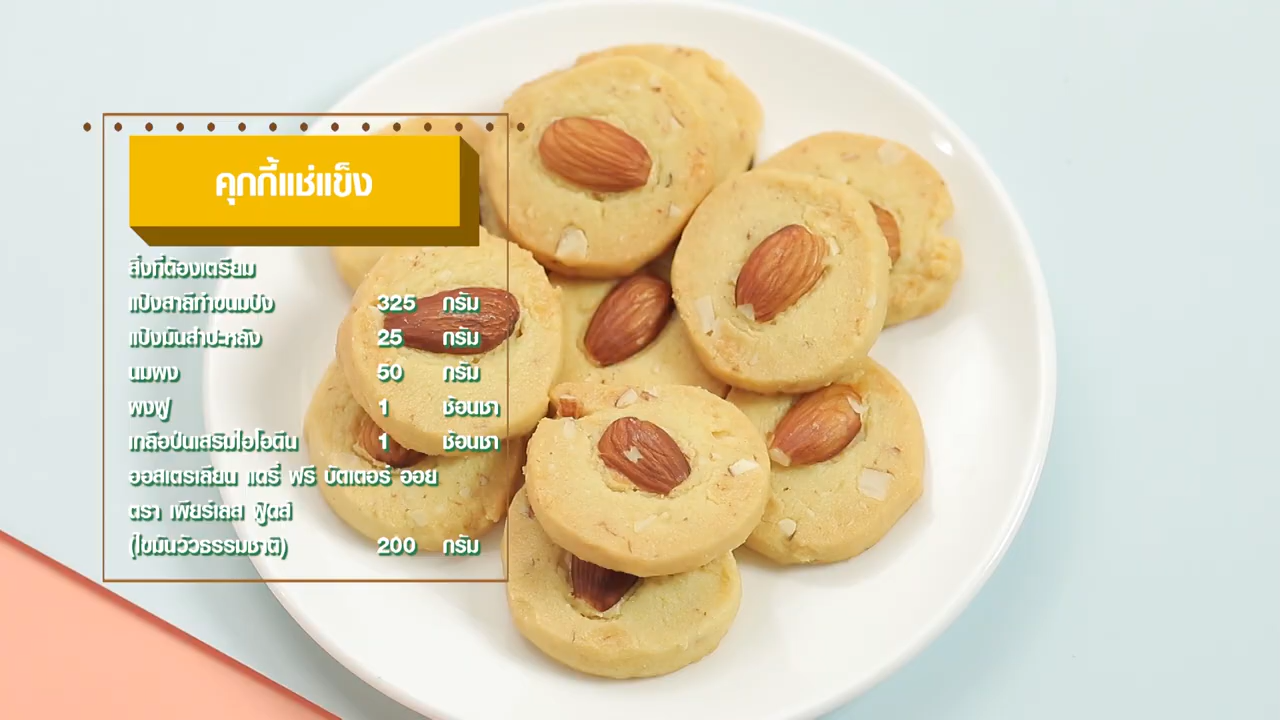 คุกกี้แช่แข็ง
สิ่งที่ต้องเตรียม
แป้งสาลีทำขนมปัง 325 กรัม
แป้งมันสำปะหลัง 25 กรัม
นมผง 50 กรัม
ผงฟู 1 ช้อนชา
เกลือป่นเสริมไอโอดีน 1 ช้อนชา
ออสเตรเลียน แดรี่ ฟรี บัตเตอร์ ออย
ตรา เพียร์เลส ฟู้ดส์
(ไขมันวัวธรรมชาติ) 200 กรัม